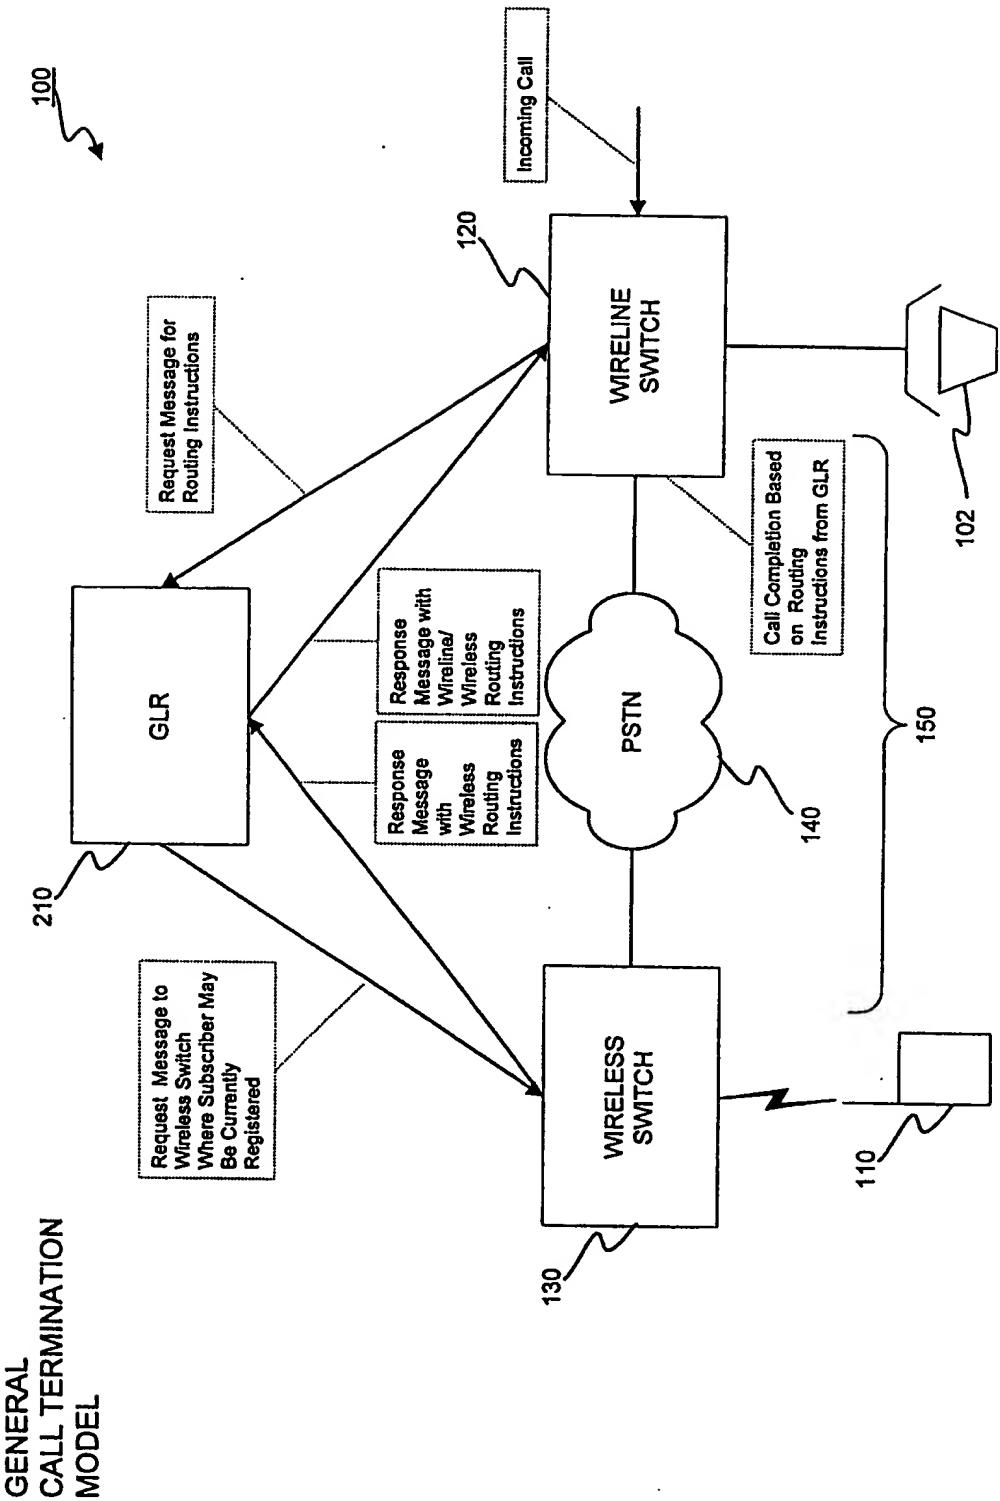 GENERAL
CALL TERMINATION
MODEL
100
210
GLR
Request Message to
Wireless Switch
Where Subscriber May
Be Currently
Registered
Request Message for
Routing Instructions
Response
Message
with
Wireless
Routing
Instructions
Response
Message with
Wireline/
Wireless
Routing
Instructions
120
Incoming Call
130
WIRELESS
SWITCH
PSTN
WIRELINE
SWITCH
140
Call Completion Based
on Routing
Instructions from GLR
110
150
102